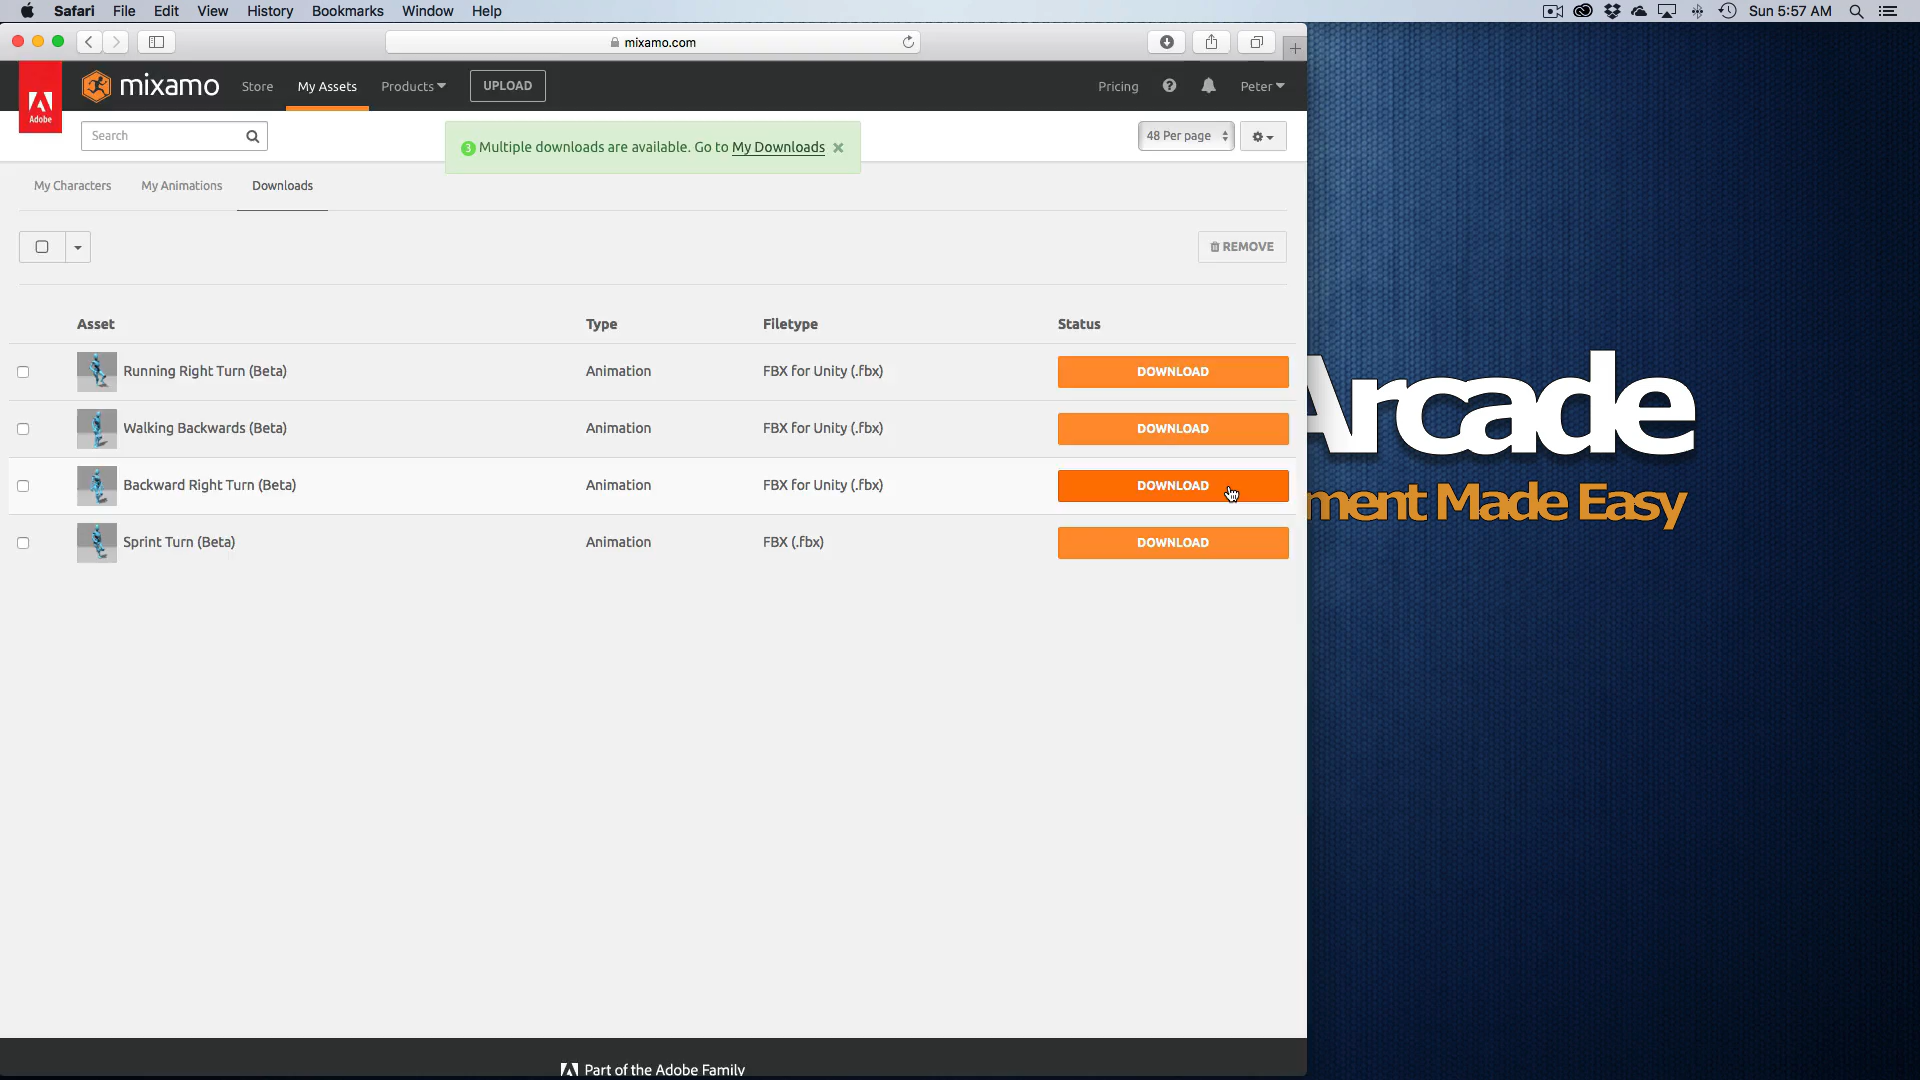 Safari File Edit View History Bookmarks Window Help Sun 5:57 AM
mixamo.com
Adobe mixamo Store My Assets Products UPLOAD Pricing ? Peter
Search
3 Multiple downloads are available. Go to My Downloads ×
48 Per page
My Characters My Animations Downloads
REMOVE
Asset Type Filetype Status
Running Right Turn (Beta) Animation FBX for Unity (.fbx) DOWNLOAD
Walking Backwards (Beta) Animation FBX for Unity (.fbx) DOWNLOAD
Backward Right Turn (Beta) Animation FBX for Unity (.fbx) DOWNLOAD
Sprint Turn (Beta) Animation FBX (.fbx) DOWNLOAD
Arcade
ment Made Easy
Part of the Adobe Family